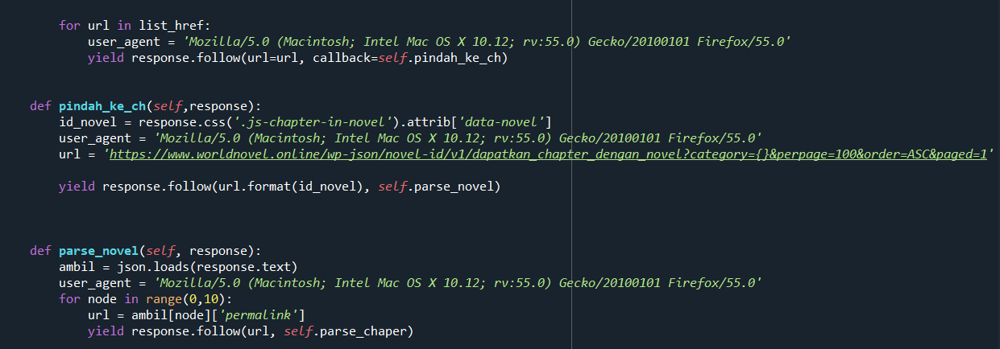 for url in list_href:
user_agent = 'Mozilla/5.0 (Macintosh; Intel Mac OS X 10.12; rv:55.0) Gecko/20100101 Firefox/55.0'
yield response.follow(url=url, callback=self.pindah_ke_ch)
def pindah_ke_ch(self,response):
id_novel = response.css('.js-chapter-in-novel').attrib['data-novel']
user_agent = 'Mozilla/5.0 (Macintosh; Intel Mac OS X 10.12; rv:55.0) Gecko/20100101 Firefox/55.0'
url = 'https://www.worldnovel.online/wp-json/novel-id/v1/dapatkan_chapter_dengan_novel?category={}&perpage=100&order=ASC&paged=1'
yield response.follow(url.format(id_novel), self.parse_novel)
def parse_novel(self, response):
ambil = json.loads(response.text)
user_agent = 'Mozilla/5.0 (Macintosh; Intel Mac OS X 10.12; rv:55.0) Gecko/20100101 Firefox/55.0'
for node in range(0,10):
url = ambil[node]['permalink']
yield response.follow(url, self.parse_chaper)